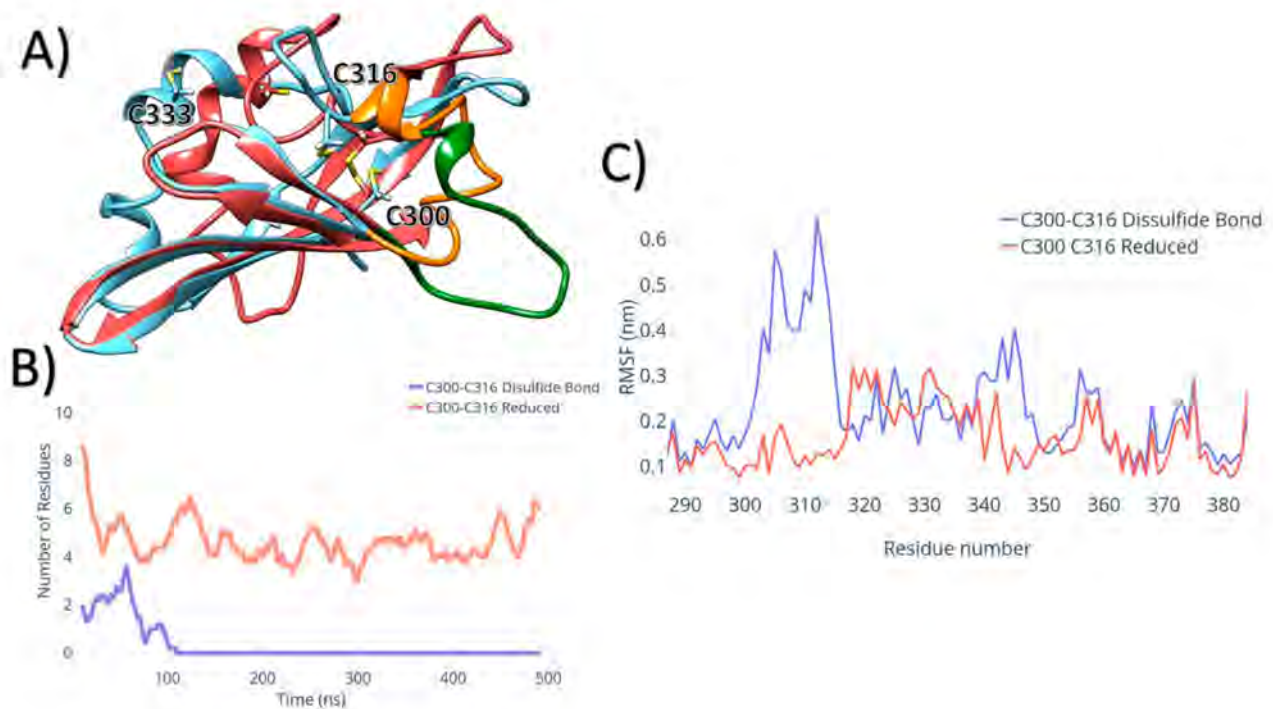 A)
C316
C333
C300
B)
C300-C316 Disulfide Bond
C300-C316 Reduced
10
8
6
4
2
0
Number of Residues
100
200
300
400
500
Time (ns)
C)
C300-C316 Dissulfide Bond
C300 C316 Reduced
0.6
0.5
0.4
0.3
0.2
0.1
RMSF (nm)
290
300
310
320
330
340
350
360
370
380
Residue number